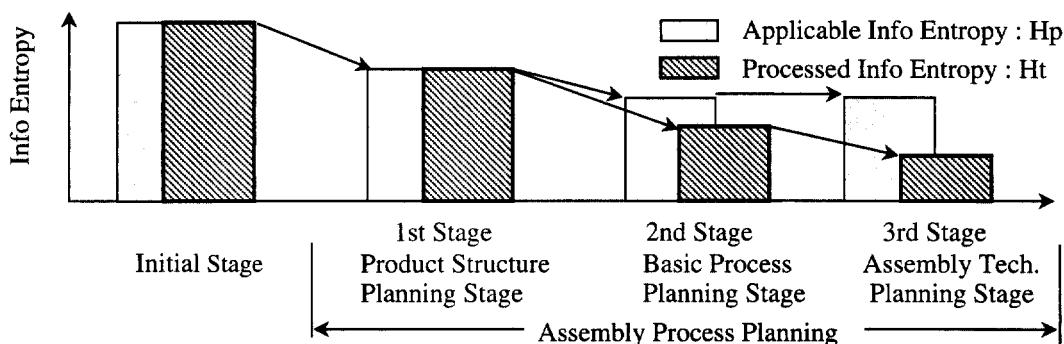 Info Entropy
Applicable Info Entropy : Hp
Processed Info Entropy : Ht
Initial Stage
1st Stage
Product Structure
Planning Stage
2nd Stage
Basic Process
Planning Stage
3rd Stage
Assembly Tech.
Planning Stage
Assembly Process Planning